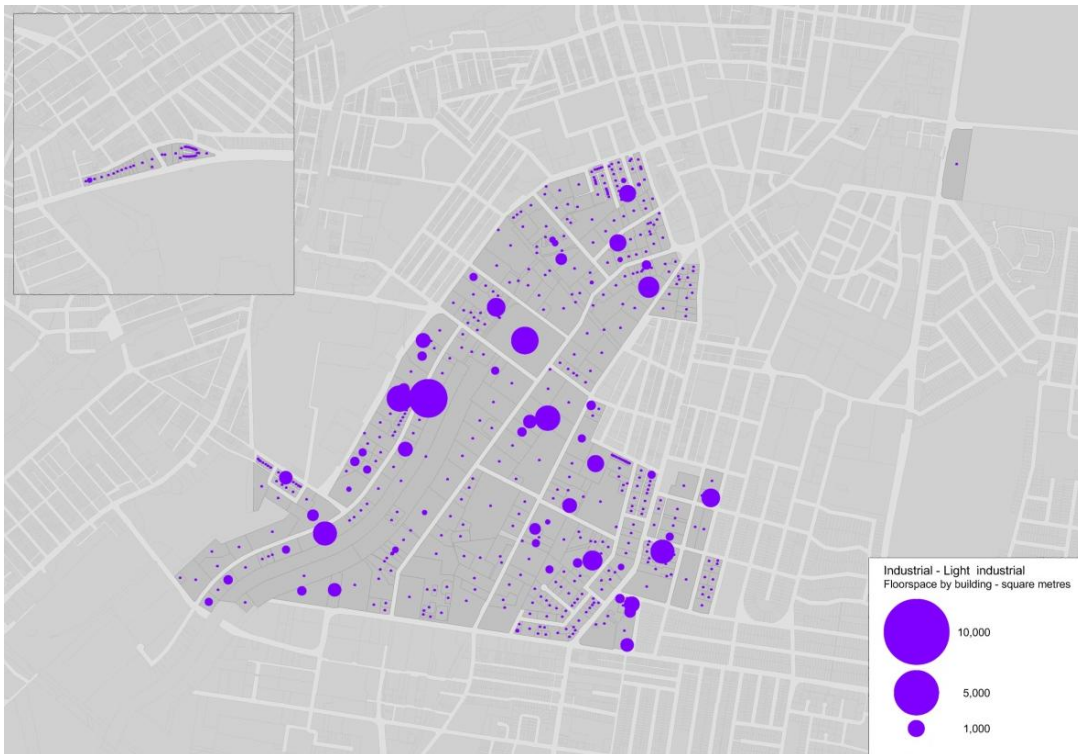 Industrial - Light industrial
Floorspace by building - square metres
10,000
5,000
1,000